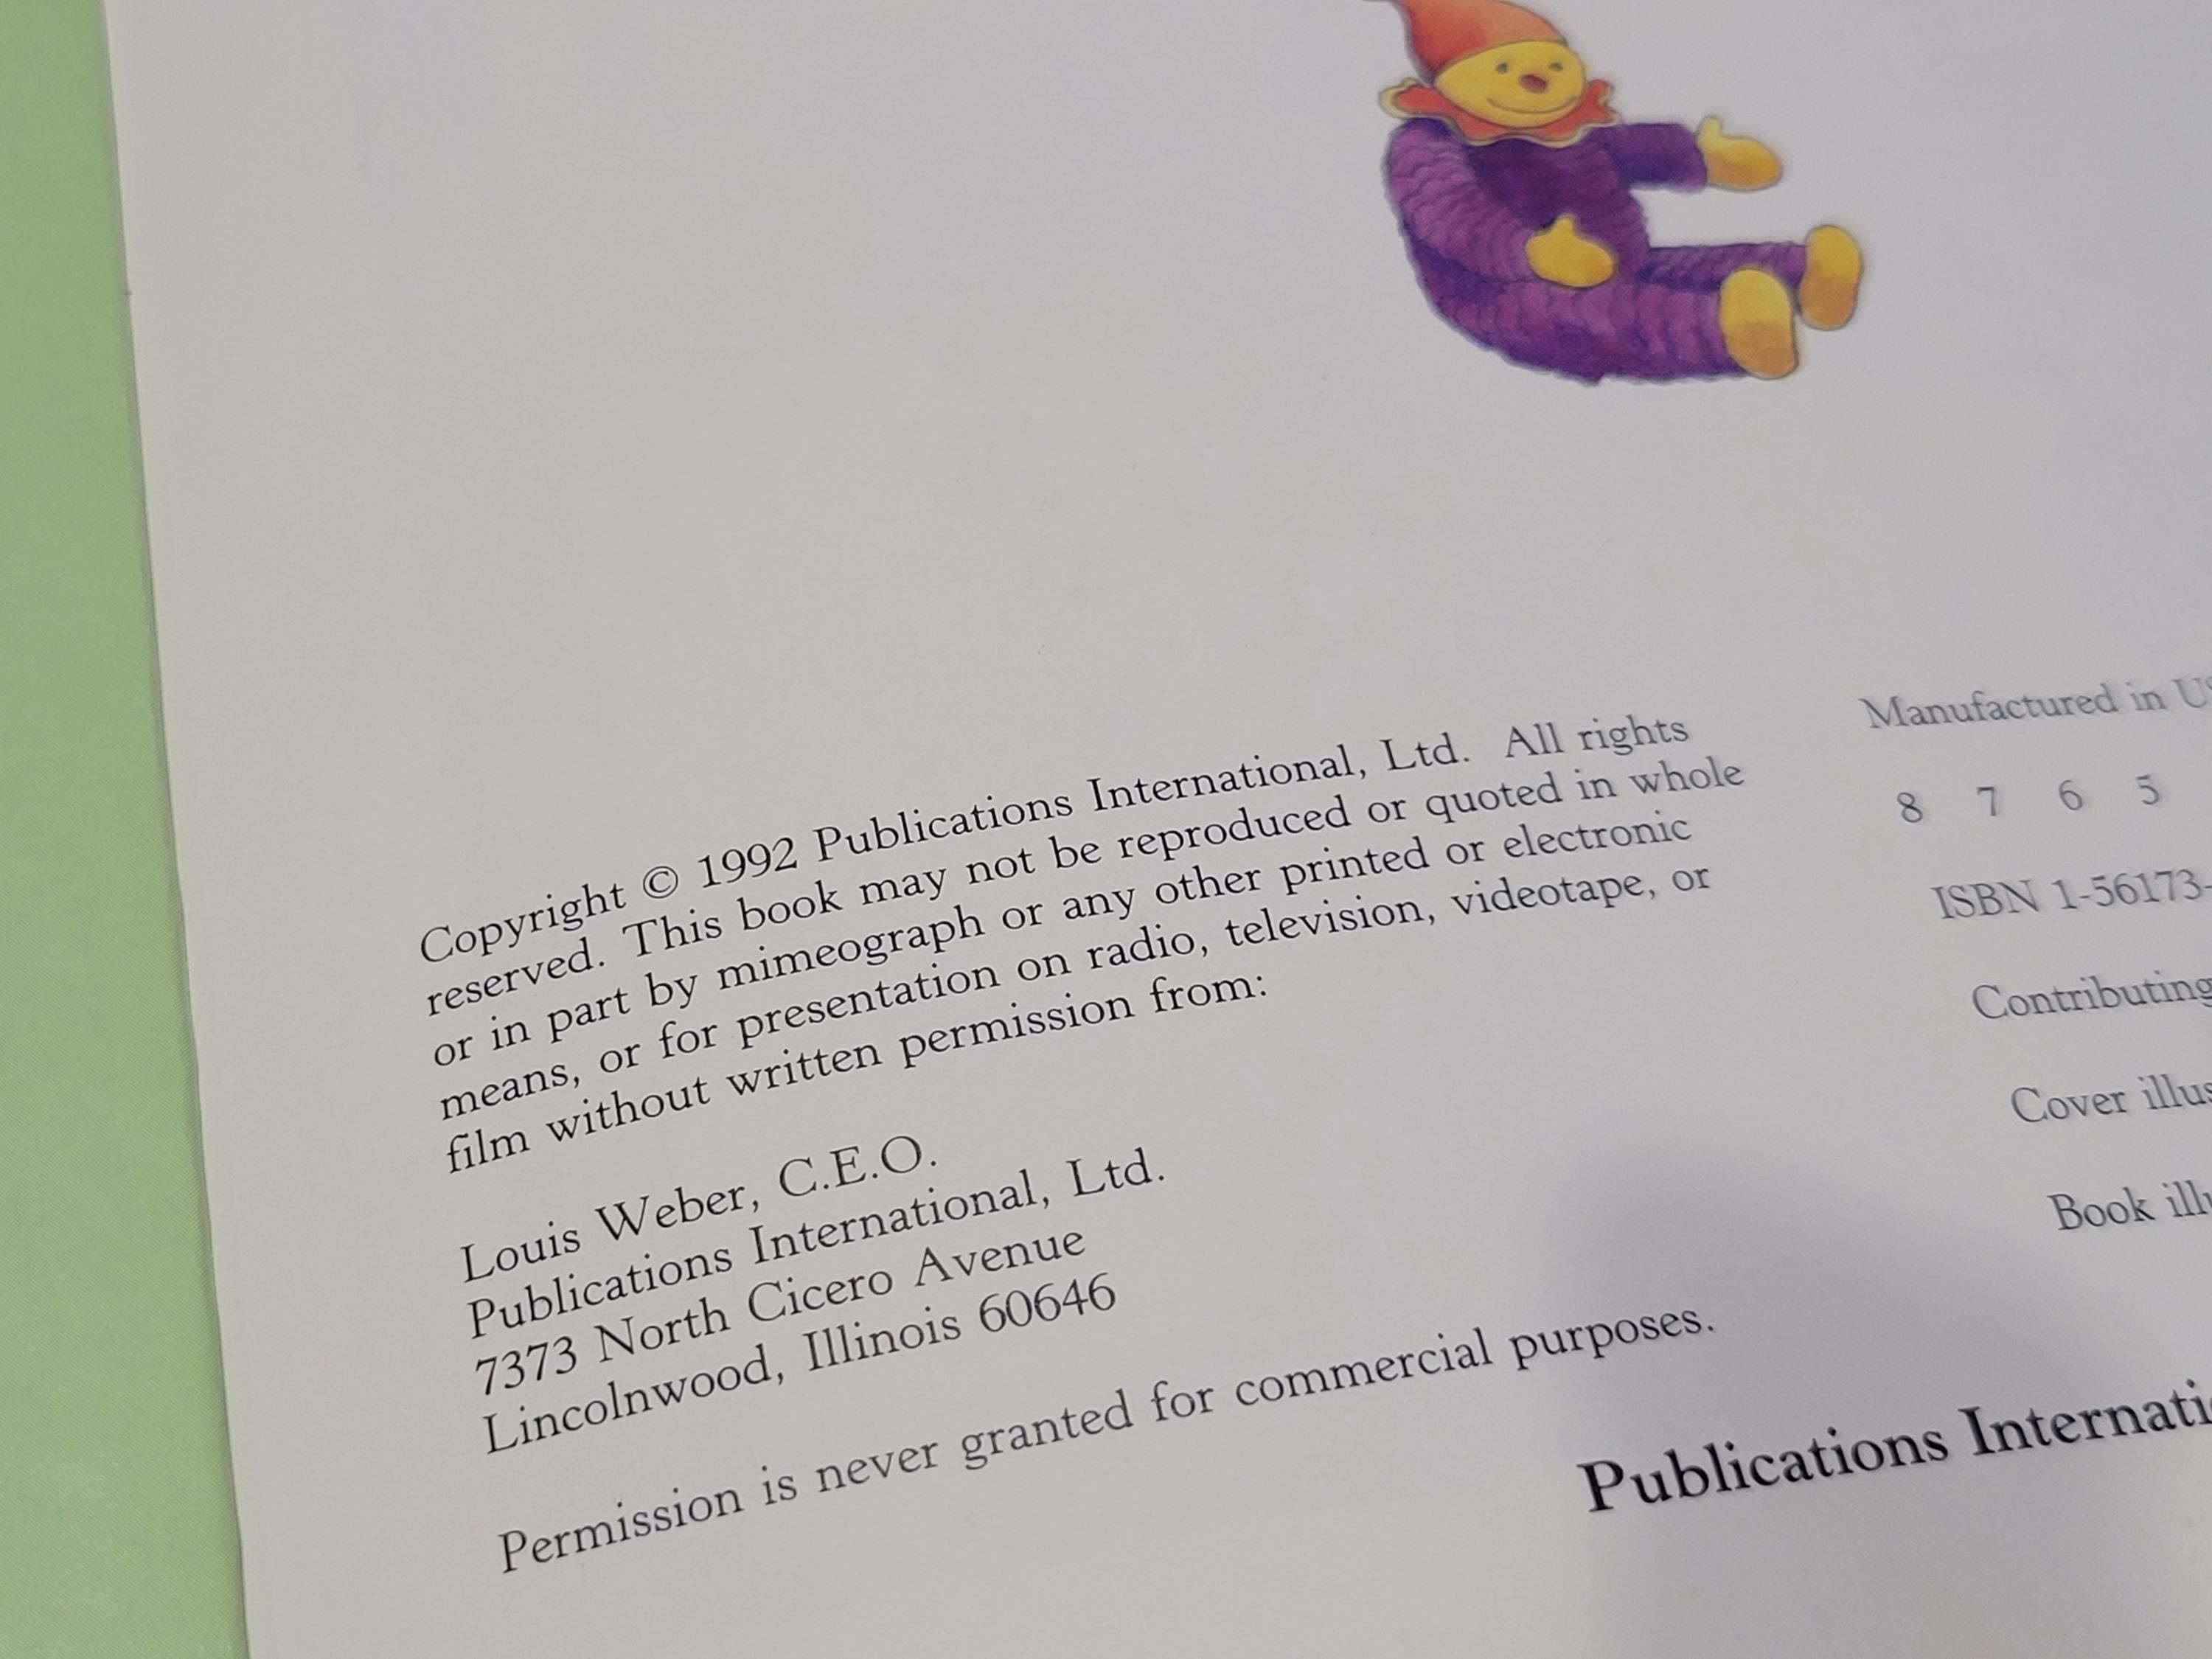 Copyright © 1992 Publications International, Ltd. All rights
reserved. This book may not be reproduced or quoted in whole
or in part by mimeograph or any other printed or electronic
means, or for presentation on radio, television, videotape, or
film without written permission from:
Louis Weber, C.E.O.
Publications International, Ltd.
7373 North Cicero Avenue
Lincolnwood, Illinois 60646
Permission is never granted for commercial purposes.
Manufactured in
8 7 6 5
ISBN 1-56173-
Contributing
Cover
Book
Publications